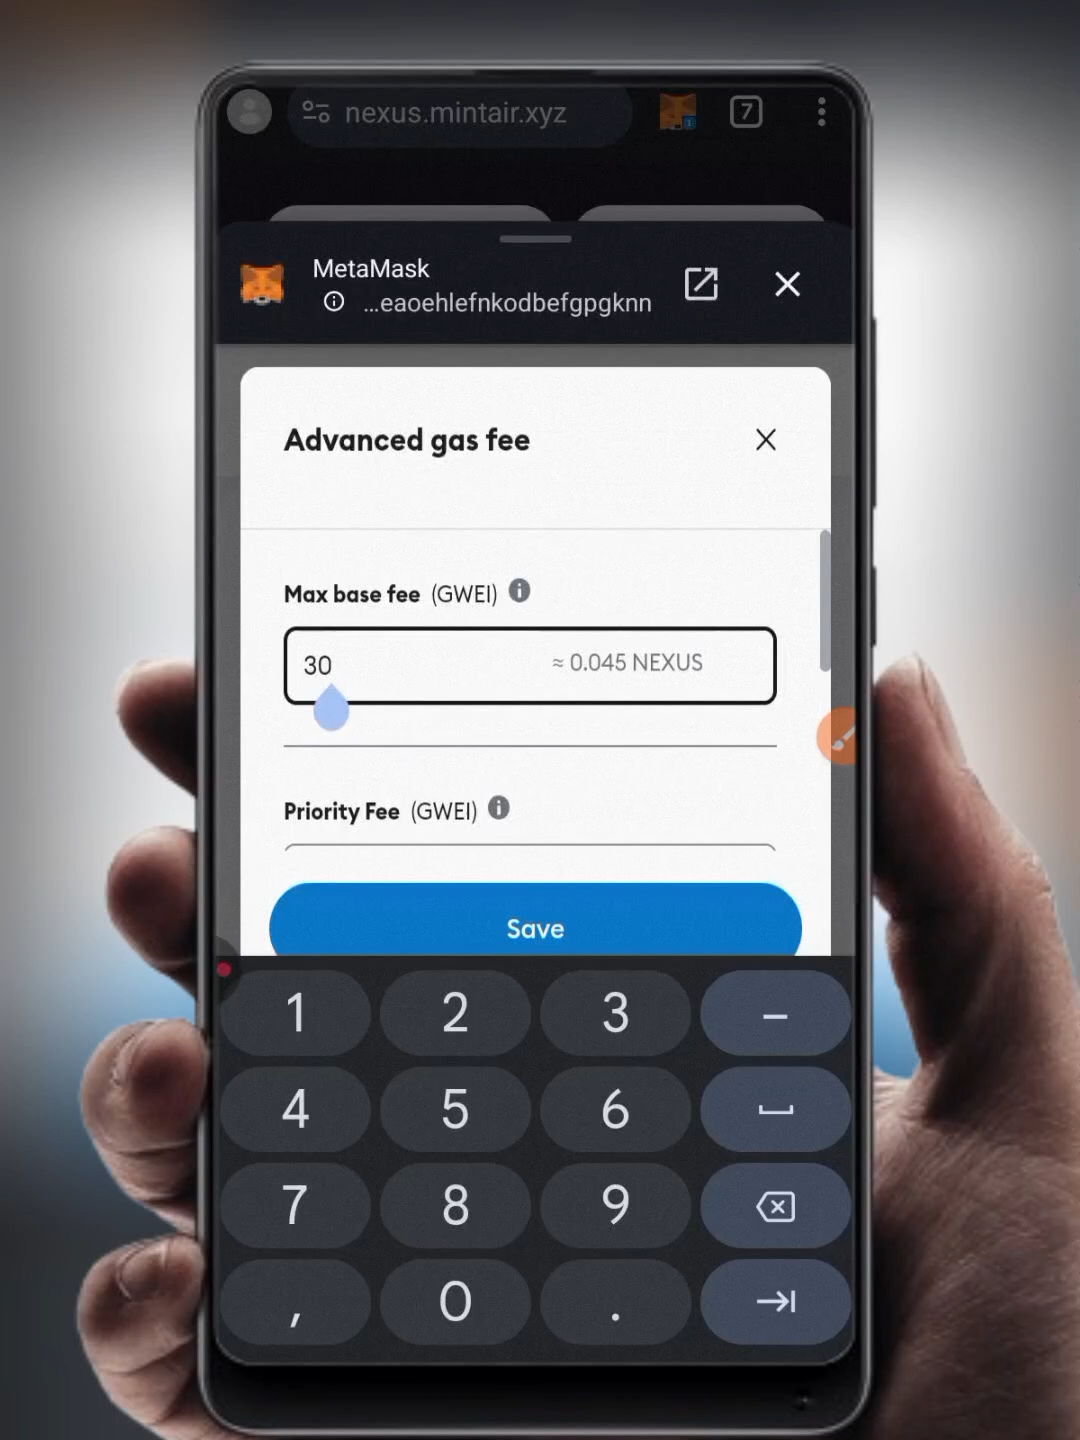 nexus.mintair.xyz
7
MetaMask
...eaoehlefnkodbefgpgknn
Advanced gas fee
Max base fee (GWEI)
30 ≈ 0.045 NEXUS
Priority Fee (GWEI)
Save
1 2 3 –
4 5 6
7 8 9
, 0 .